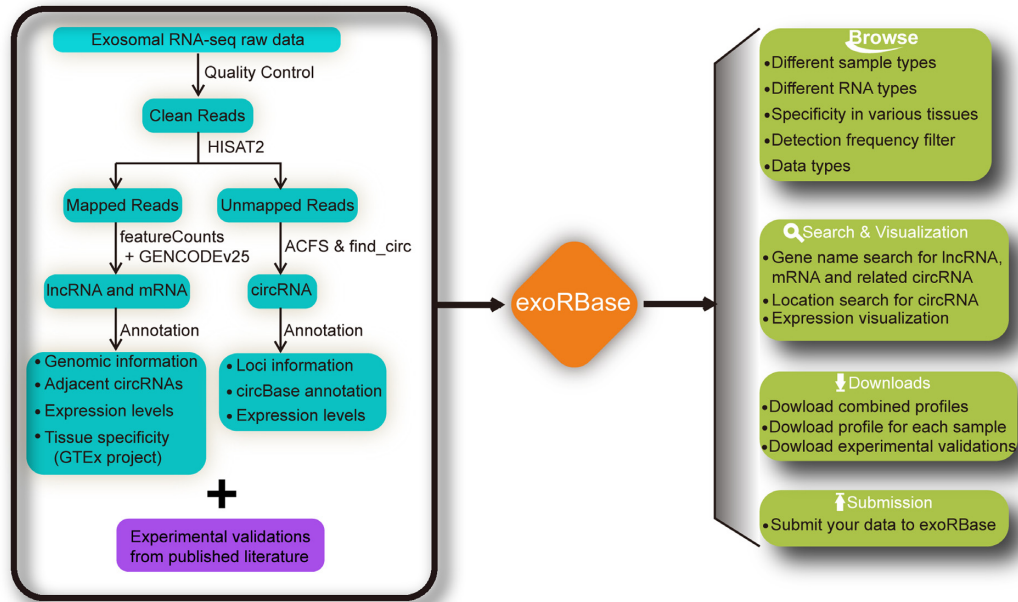 Exosomal RNA-seq raw data
Quality Control
Clean Reads
HISAT2
Mapped Reads
Unmapped Reads
featureCounts
+ GENCODEv25
ACFS & find_circ
lncRNA and mRNA
circRNA
Annotation
Annotation
• Genomic information
• Adjacent circRNAs
• Expression levels
• Tissue specificity
(GTEx project)
• Loci information
• circBase annotation
• Expression levels
+
Experimental validations
from published literature
exoRBase
Browse
• Different sample types
• Different RNA types
• Specificity in various tissues
• Detection frequency filter
• Data types
Search & Visualization
• Gene name search for lncRNA,
mRNA and related circRNA
• Location search for circRNA
• Expression visualization
Downloads
• Dowload combined profiles
• Dowload profile for each sample
• Dowload experimental validations
Submission
• Submit your data to exoRBase